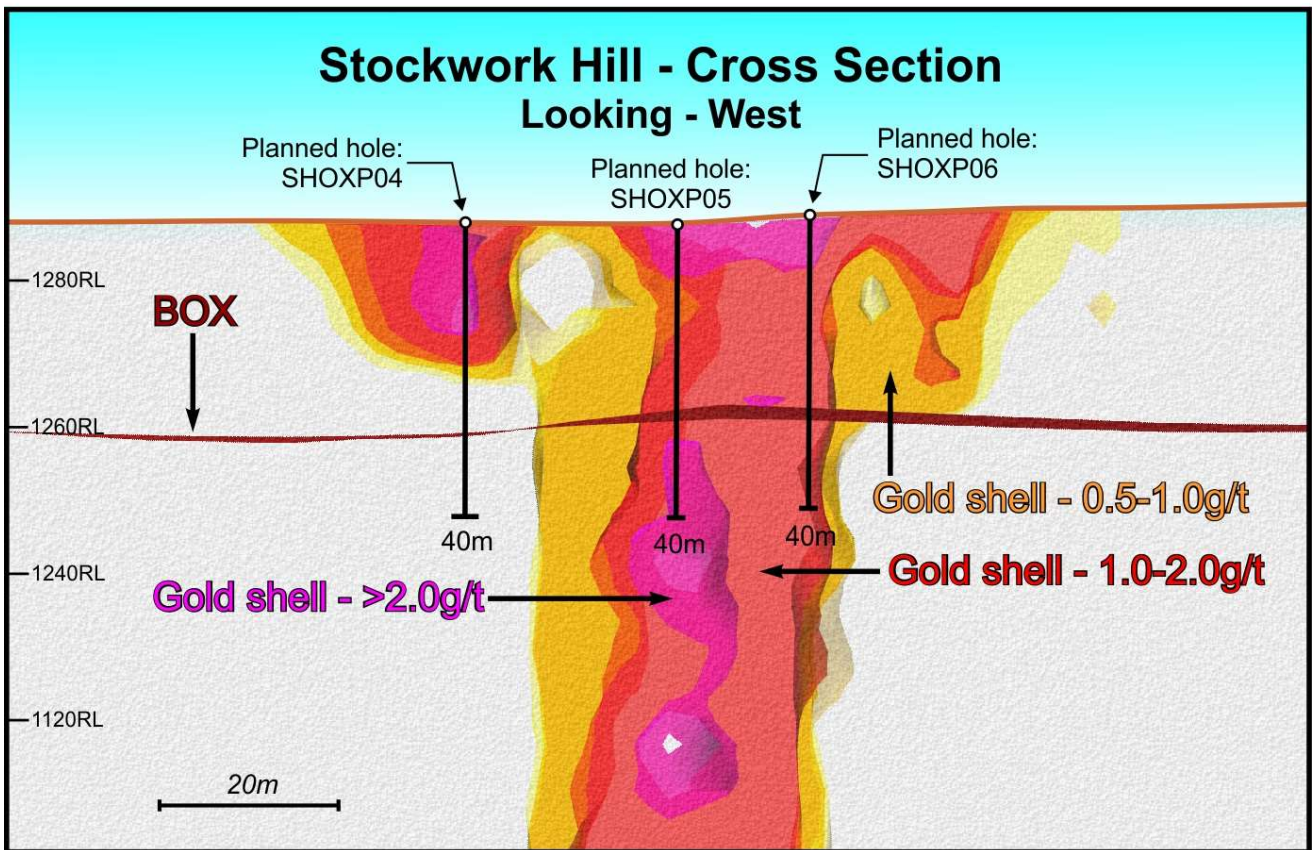 Stockwork Hill - Cross Section
Looking - West
Planned hole:
SHOXP04
Planned hole:
SHOXP05
Planned hole:
SHOXP06
1280RL
BOX
1260RL
Gold shell - 0.5-1.0g/t
40m
40m
40m
1240RL
Gold shell - 1.0-2.0g/t
Gold shell - >2.0g/t
1120RL
20m